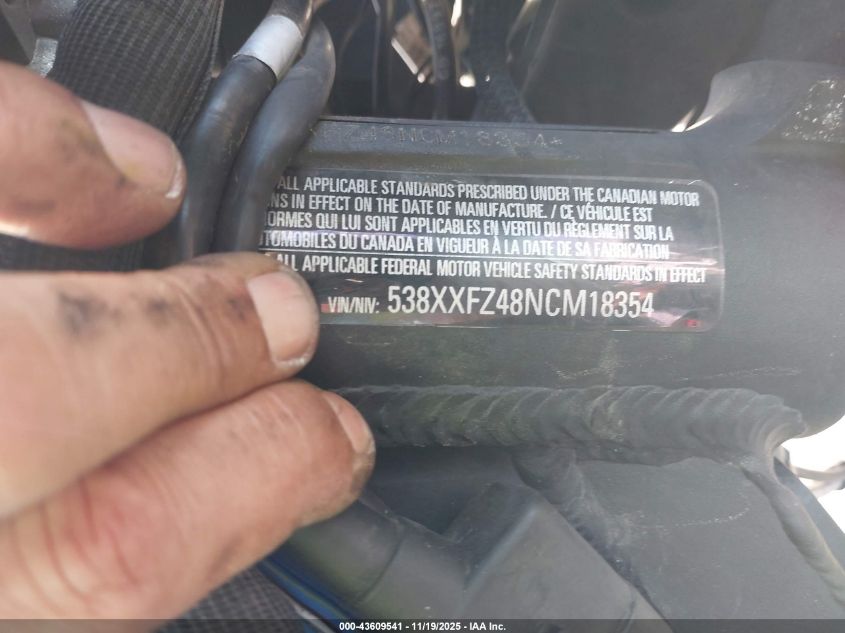 Z48NCM18354*
ALL APPLICABLE STANDARDS PRESCRIBED UNDER THE CANADIAN MOTOR
NS IN EFFECT ON THE DATE OF MANUFACTURE. / CE VÉHICULE EST
ORMES QUI LUI SONT APPLICABLES EN VERTU DU RÈGLEMENT SUR LA
TOMOBILES DU CANADA EN VIGUEUR À LA DATE DE SA FABRICATION
ALL APPLICABLE FEDERAL MOTOR VEHICLE SAFETY STANDARDS IN EFFECT
VIN/NIV: 538XXFZ48NCM18354
000-43609541 - 11/19/2025 - IAA Inc.